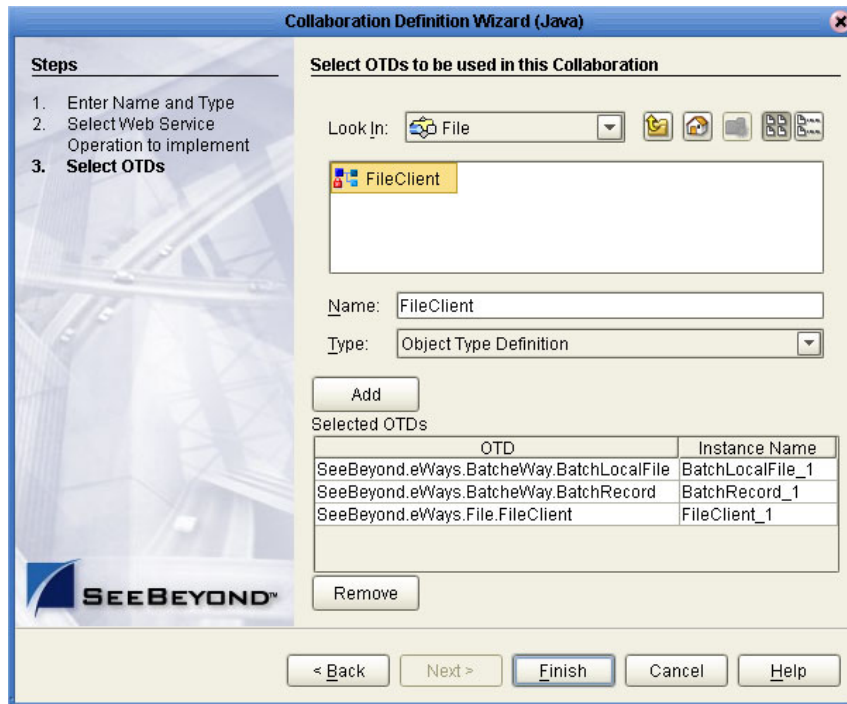 Collaboration Definition Wizard (Java)
Steps
1. Enter Name and Type
2. Select Web Service
Operation to implement
3. Select OTDs
SEEBEYOND™
Select OTDs to be used in this Collaboration
Look In: File
FileClient
Name: FileClient
Type: Object Type Definition
Add
Selected OTDs
OTD Instance Name
SeeBeyond.eWays.BatcheWay.BatchLocalFile BatchLocalFile_1
SeeBeyond.eWays.BatcheWay.BatchRecord BatchRecord_1
SeeBeyond.eWays.File.FileClient FileClient_1
Remove
< Back Next > Finish Cancel Help